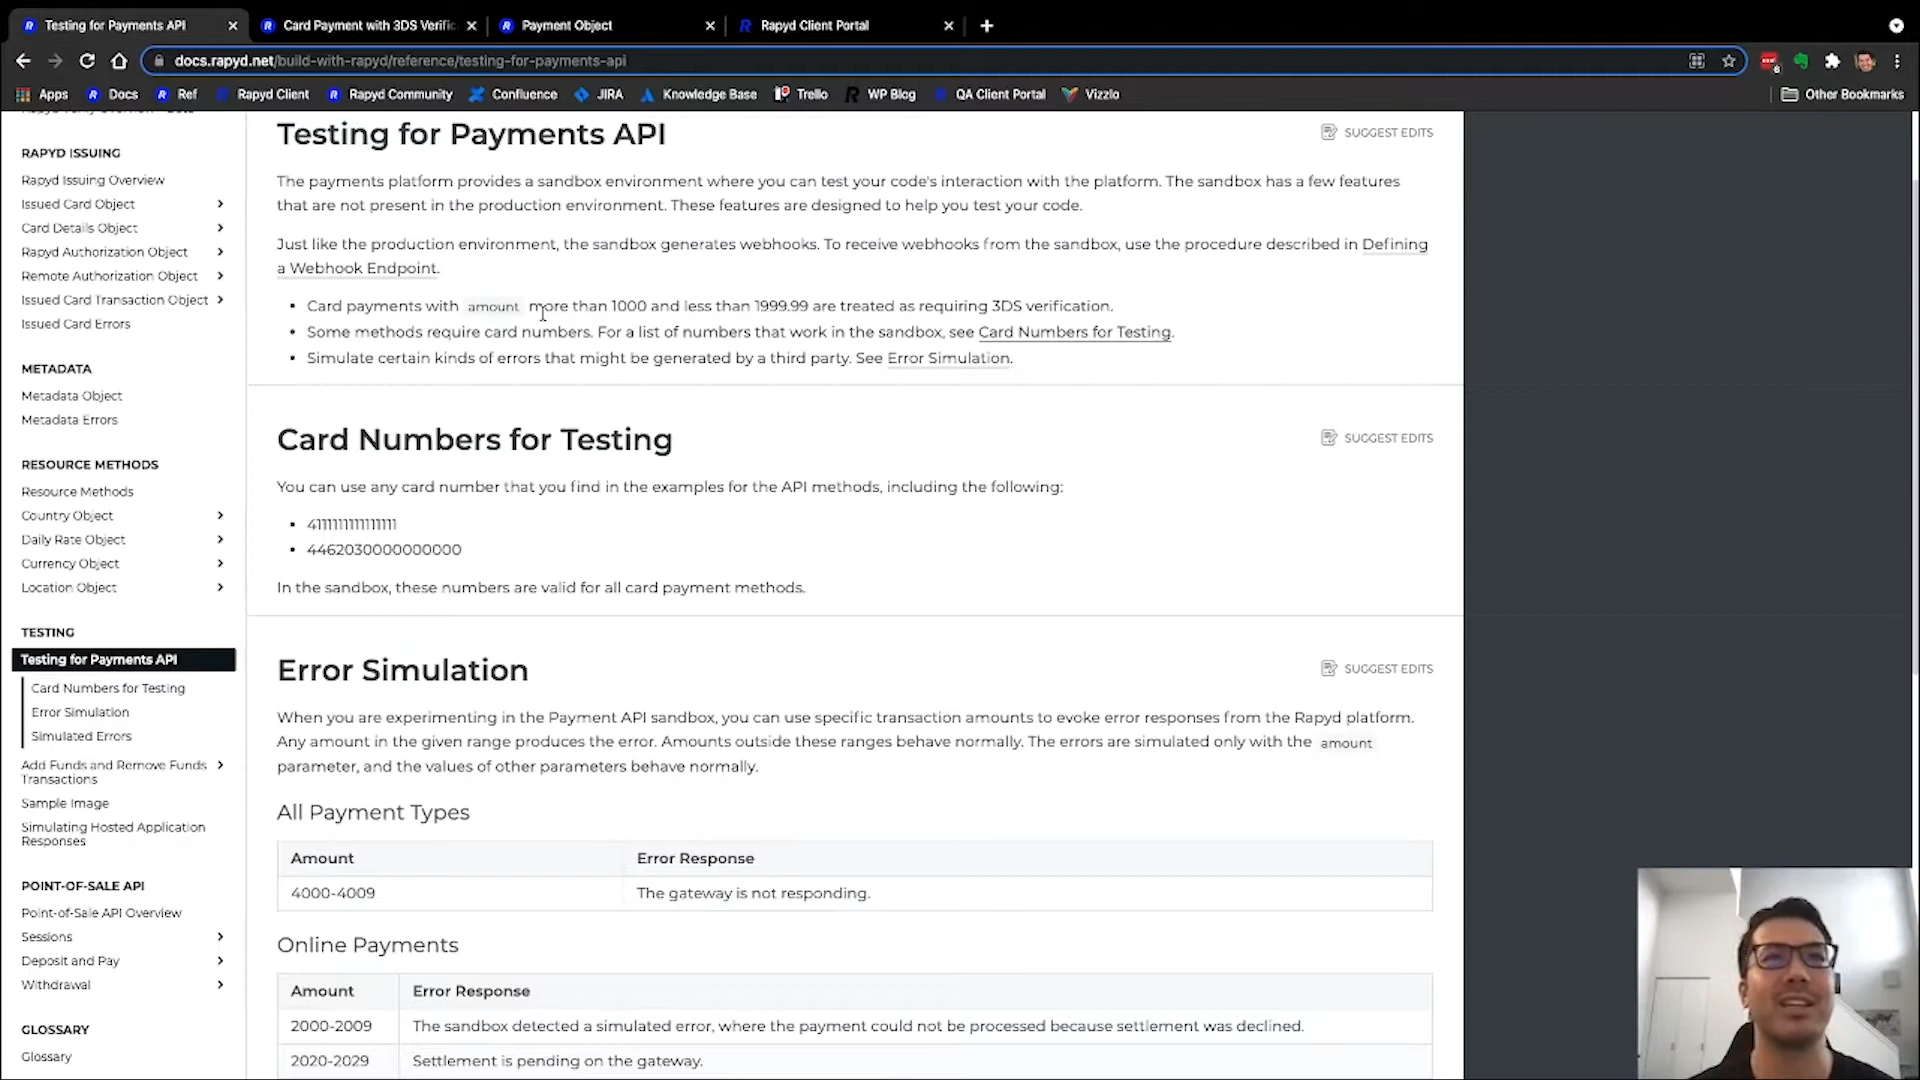 Testing for Payments API
Card Payment with 3DS Verific
Payment Object
Rapyd Client Portal
docs.rapyd.net/build-with-rapyd/reference/testing-for-payments-api
Apps
Docs
Ref
Rapyd Client
Rapyd Community
Confluence
JIRA
Knowledge Base
Trello
WP Blog
QA Client Portal
Vizzlo
Other Bookmarks
RAPYD ISSUING
Rapyd Issuing Overview
Issued Card Object
Card Details Object
Rapyd Authorization Object
Remote Authorization Object
Issued Card Transaction Object
Issued Card Errors
METADATA
Metadata Object
Metadata Errors
RESOURCE METHODS
Resource Methods
Country Object
Daily Rate Object
Currency Object
Location Object
TESTING
Testing for Payments API
Card Numbers for Testing
Error Simulation
Simulated Errors
Add Funds and Remove Funds
Transactions
Sample Image
Simulating Hosted Application
Responses
POINT-OF-SALE API
Point-of-Sale API Overview
Sessions
Deposit and Pay
Withdrawal
GLOSSARY
Glossary
Testing for Payments API
SUGGEST EDITS
The payments platform provides a sandbox environment where you can test your code's interaction with the platform. The sandbox has a few features
that are not present in the production environment. These features are designed to help you test your code.
Just like the production environment, the sandbox generates webhooks. To receive webhooks from the sandbox, use the procedure described in Defining
a Webhook Endpoint.
▪ Card payments with amount more than 1000 and less than 1999.99 are treated as requiring 3DS verification.
▪ Some methods require card numbers. For a list of numbers that work in the sandbox, see Card Numbers for Testing.
▪ Simulate certain kinds of errors that might be generated by a third party. See Error Simulation.
Card Numbers for Testing
SUGGEST EDITS
You can use any card number that you find in the examples for the API methods, including the following:
▪ 4111111111111111
▪ 4462030000000000
In the sandbox, these numbers are valid for all card payment methods.
Error Simulation
SUGGEST EDITS
When you are experimenting in the Payment API sandbox, you can use specific transaction amounts to evoke error responses from the Rapyd platform.
Any amount in the given range produces the error. Amounts outside these ranges behave normally. The errors are simulated only with the amount
parameter, and the values of other parameters behave normally.
All Payment Types
Amount Error Response
4000-4009 The gateway is not responding.
Online Payments
Amount Error Response
2000-2009 The sandbox detected a simulated error, where the payment could not be processed because settlement was declined.
2020-2029 Settlement is pending on the gateway.